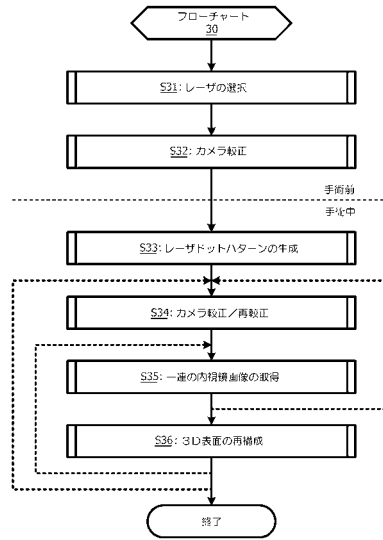 フローチャート
30
S31: レーザの選択
S32: カメラ較正
手術前
手術中
S33: レーザドットパターンの生成
S34: カメラ較正／再較正
S35: 一連の内視鏡画像の取得
S36: 3D表面の再構成
終了